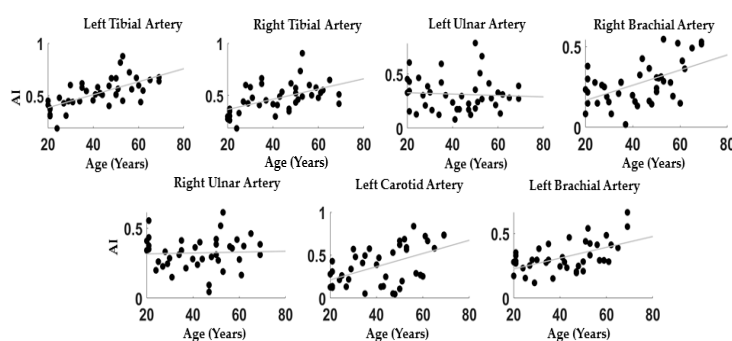 Left Tibial Artery
Right Tibial Artery
Left Ulnar Artery
Right Brachial Artery
1
0.5
AI
20 40 60 80
Age (Years)
1
0.5
20 40 60 80
Age (Years)
0.5
0
20 40 60 80
Age (Years)
0.5
0
20 40 60 80
Age (Years)
Right Ulnar Artery
Left Carotid Artery
Left Brachial Artery
0.5
0
AI
20 40 60 80
Age (Years)
1
0.5
0
20 40 60 80
Age (Years)
0.5
0
20 40 60 80
Age (Years)